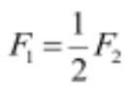 F₁ = 1/2 F₂